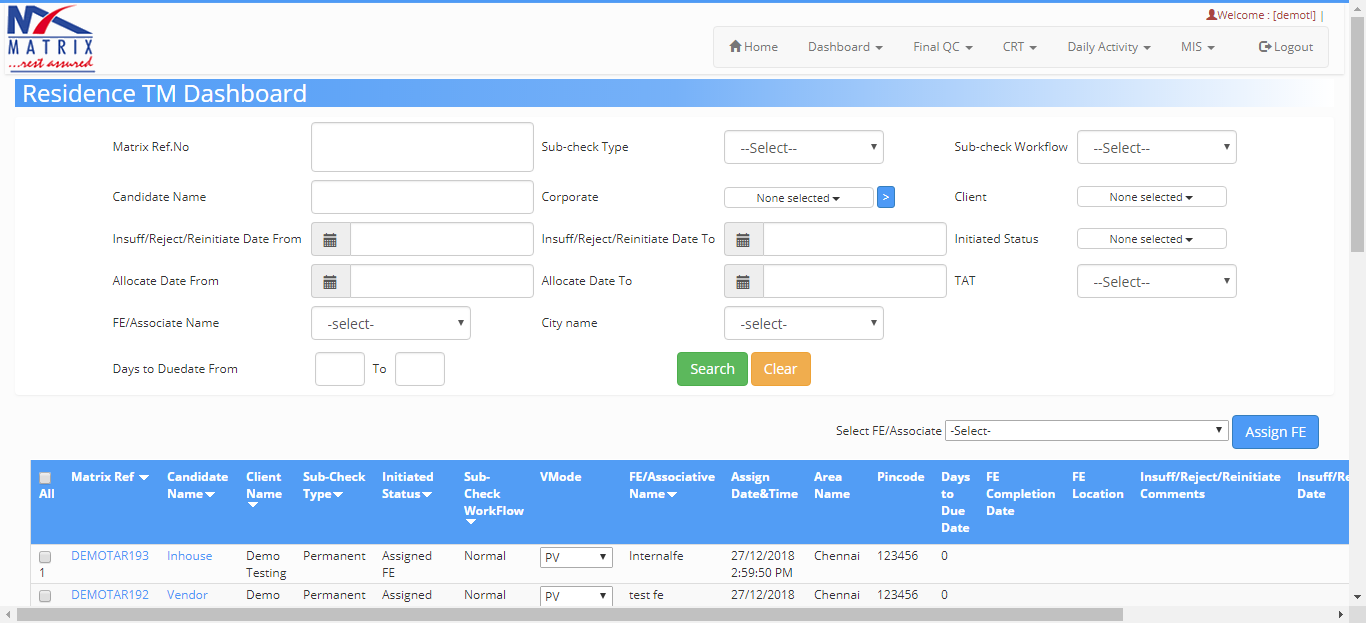 MATRIX
...rest assured
Welcome : [demotl] |
Home Dashboard Final QC CRT Daily Activity MIS Logout
Residence TM Dashboard
Matrix Ref.No Sub-check Type --Select-- Sub-check Workflow --Select--
Candidate Name Corporate None selected > Client None selected
Insuff/Reject/Reinitiate Date From Insuff/Reject/Reinitiate Date To Initiated Status None selected
Allocate Date From Allocate Date To TAT --Select--
FE/Associate Name -select- City name -select-
Days to Duedate From To Search Clear
Select FE/Associate -Select- Assign FE
All Matrix Ref Candidate Name Client Name Sub-Check Type Initiated Status Sub-Check WorkFlow VMode FE/Associative Name Assign Date&Time Area Name Pincode Days to Due Date FE Completion Date FE Location Insuff/Reject/Reinitiate Comments Insuff/Re Date
1 DEMOTAR193 Inhouse Demo Testing Permanent Assigned FE Normal PV Internalfe 27/12/2018 2:59:50 PM Chennai 123456 0
DEMOTAR192 Vendor Demo Permanent Assigned Normal PV test fe 27/12/2018 Chennai 123456 0